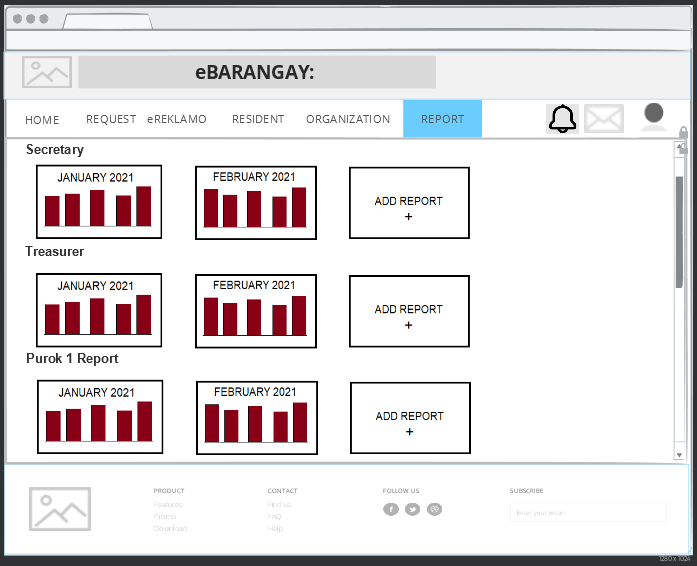 eBARANGAY:
HOME REQUEST eREKLAMO RESIDENT ORGANIZATION REPORT
Secretary
JANUARY 2021 FEBRUARY 2021 ADD REPORT
+
Treasurer
JANUARY 2021 FEBRUARY 2021 ADD REPORT
+
Purok 1 Report
JANUARY 2021 FEBRUARY 2021 ADD REPORT
+
PRODUCT CONTACT FOLLOW US SUBSCRIBE
Features Find us Enter your email
Promo FAQ
Download Help
1280 x 1024